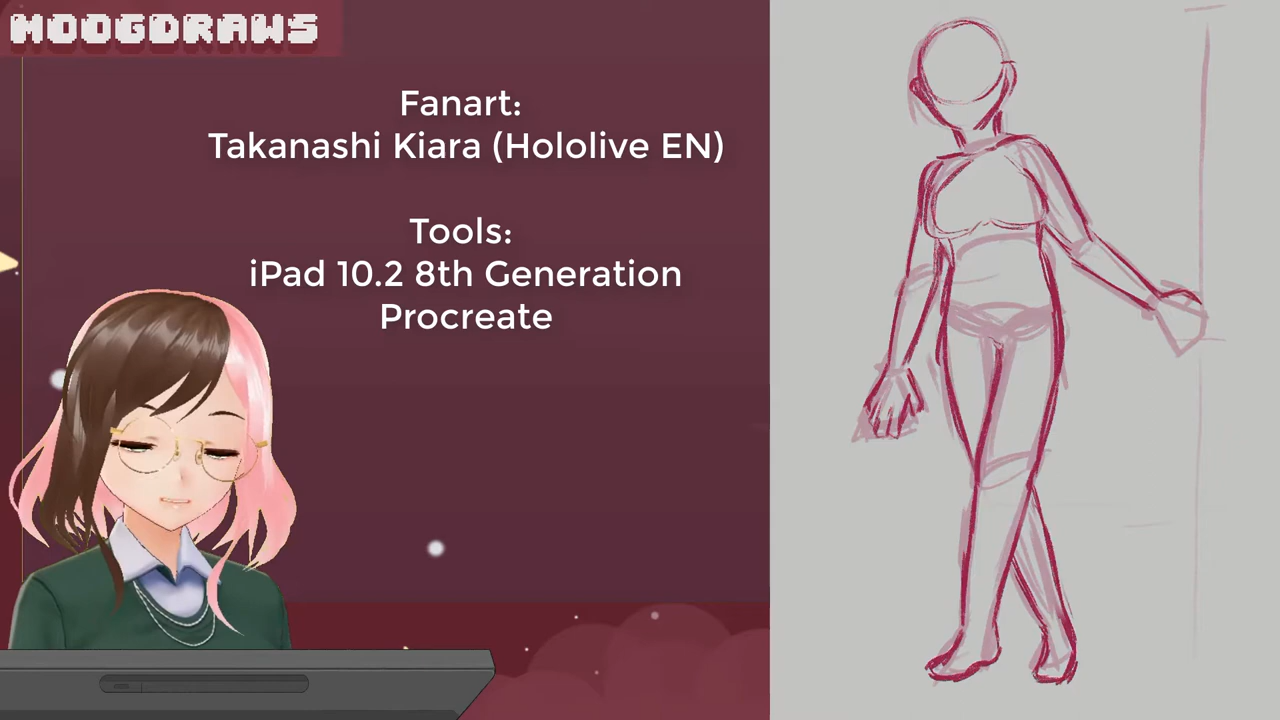 MOOGDRAWS
Fanart:
Takanashi Kiara (Hololive EN)
Tools:
iPad 10.2 8th Generation
Procreate